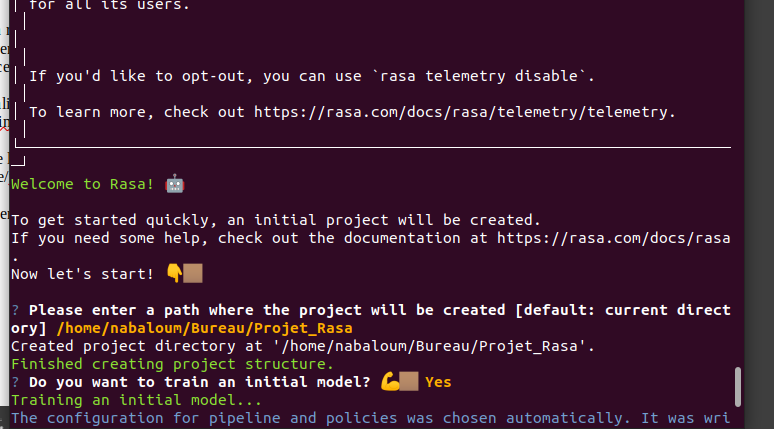 for all its users.
If you'd like to opt-out, you can use `rasa telemetry disable`.
To learn more, check out https://rasa.com/docs/rasa/telemetry/telemetry.
Welcome to Rasa! 🤖
To get started quickly, an initial project will be created.
If you need some help, check out the documentation at https://rasa.com/docs/rasa
.
Now let's start! 👇🏽
? Please enter a path where the project will be created [default: current direct
ory] /home/nabaloum/Bureau/Projet_Rasa
Created project directory at '/home/nabaloum/Bureau/Projet_Rasa'.
Finished creating project structure.
? Do you want to train an initial model? 💪🏽 Yes
Training an initial model...
The configuration for pipeline and policies was chosen automatically. It was wri